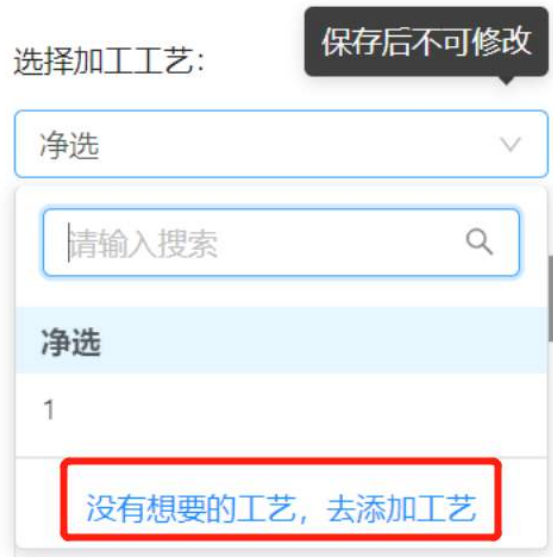 保存后不可修改
选择加工工艺：
净选
请输入搜索
净选
1
没有想要的工艺，去添加工艺